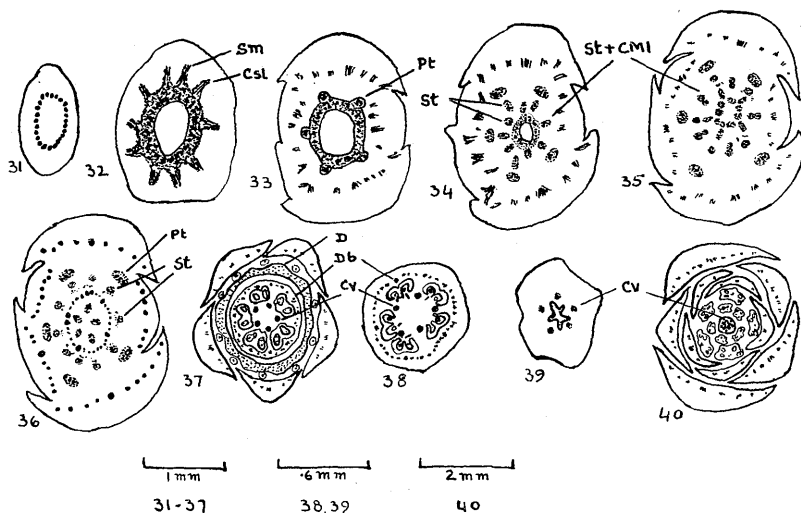 Sm
Csl
Pt
St
St+CMl
31
32
33
34
35
Pt
St
D
Db
Cv
Cv
36
37
38
39
40
1mm
·6mm
2mm
31-37
38,39
40